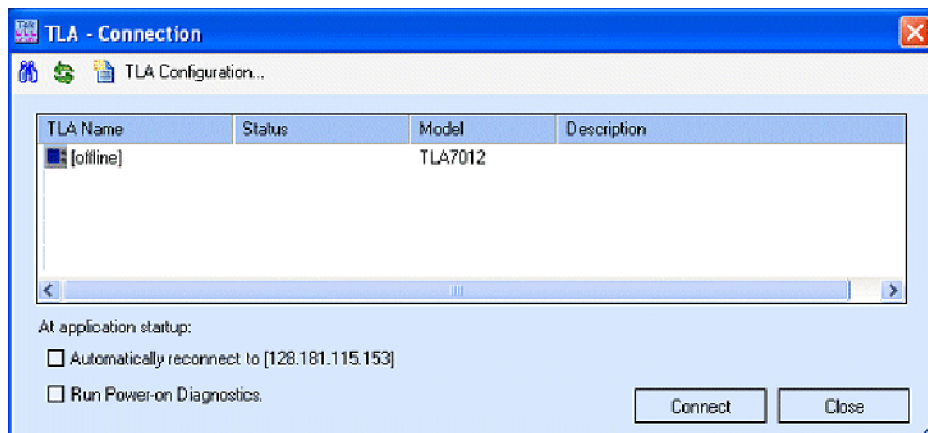 TLA - Connection
TLA Configuration...
TLA Name Status Model Description
[offline] TLA7012
At application startup:
Automatically reconnect to [128.181.115.153]
Run Power-on Diagnostics.
Connect Close